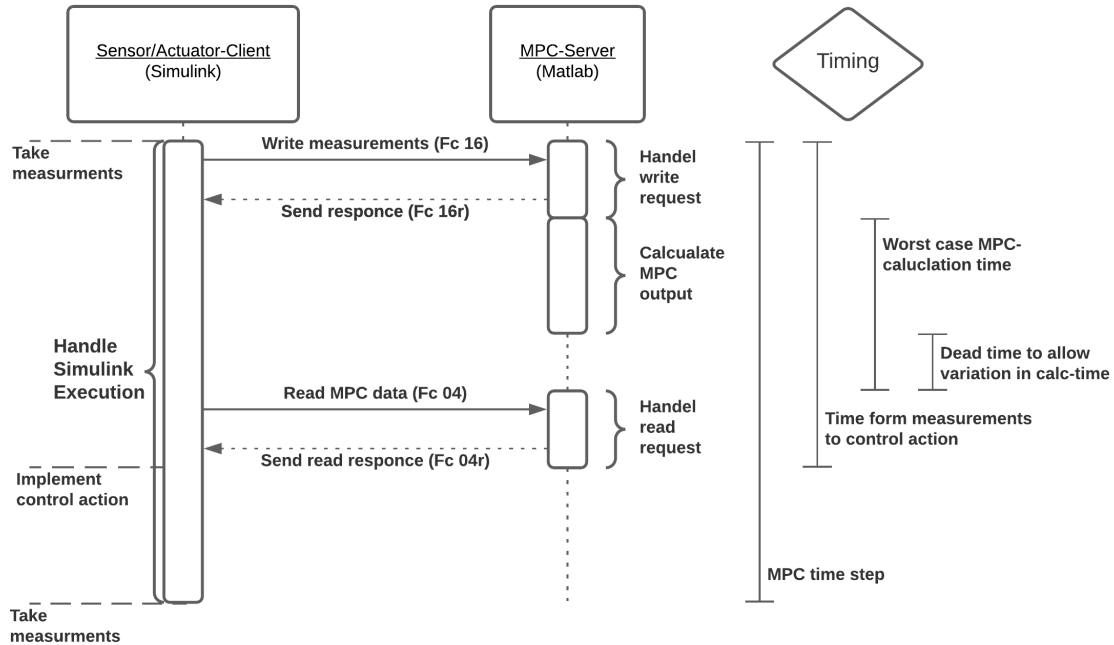 Sensor/Actuator-Client
(Simulink)
MPC-Server
(Matlab)
Timing
Take
measurments
Write measurements (Fc 16)
Send responce (Fc 16r)
Handel
write
request
Calcualate
MPC
output
Worst case MPC-
caluclation time
Dead time to allow
variation in calc-time
Handle
Simulink
Execution
Read MPC data (Fc 04)
Send read responce (Fc 04r)
Handel
read
request
Time form measurements
to control action
Implement
control action
MPC time step
Take
measurments